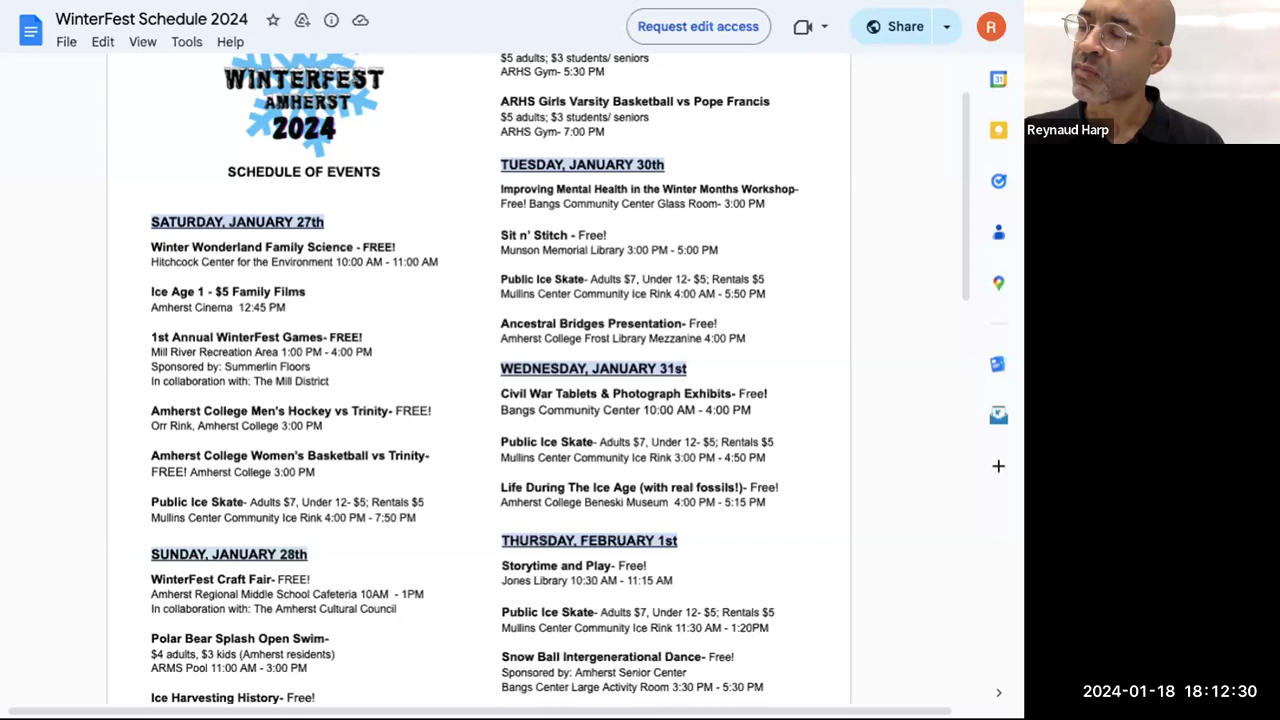 WinterFest Schedule 2024
File Edit View Tools Help
Request edit access
Share
R
31
WINTERFEST
AMHERST
2024
SCHEDULE OF EVENTS
SATURDAY, JANUARY 27th
Winter Wonderland Family Science - FREE!
Hitchcock Center for the Environment 10:00 AM - 11:00 AM
Ice Age 1 - $5 Family Films
Amherst Cinema 12:45 PM
1st Annual WinterFest Games- FREE!
Mill River Recreation Area 1:00 PM - 4:00 PM
Sponsored by: Summerlin Floors
In collaboration with: The Mill District
Amherst College Men's Hockey vs Trinity- FREE!
Orr Rink, Amherst College 3:00 PM
Amherst College Women's Basketball vs Trinity-
FREE! Amherst College 3:00 PM
Public Ice Skate- Adults $7, Under 12- $5; Rentals $5
Mullins Center Community Ice Rink 4:00 PM - 7:50 PM
SUNDAY, JANUARY 28th
WinterFest Craft Fair- FREE!
Amherst Regional Middle School Cafeteria 10AM - 1PM
In collaboration with: The Amherst Cultural Council
Polar Bear Splash Open Swim-
$4 adults, $3 kids (Amherst residents)
ARMS Pool 11:00 AM - 3:00 PM
Ice Harvesting History- Free!
$5 adults; $3 students/ seniors
ARHS Gym- 5:30 PM
ARHS Girls Varsity Basketball vs Pope Francis
$5 adults; $3 students/ seniors
ARHS Gym- 7:00 PM
TUESDAY, JANUARY 30th
Improving Mental Health in the Winter Months Workshop-
Free! Bangs Community Center Glass Room- 3:00 PM
Sit n' Stitch - Free!
Munson Memorial Library 3:00 PM - 5:00 PM
Public Ice Skate- Adults $7, Under 12- $5; Rentals $5
Mullins Center Community Ice Rink 4:00 AM - 5:50 PM
Ancestral Bridges Presentation- Free!
Amherst College Frost Library Mezzanine 4:00 PM
WEDNESDAY, JANUARY 31st
Civil War Tablets & Photograph Exhibits- Free!
Bangs Community Center 10:00 AM - 4:00 PM
Public Ice Skate- Adults $7, Under 12- $5; Rentals $5
Mullins Center Community Ice Rink 3:00 PM - 4:50 PM
Life During The Ice Age (with real fossils!)- Free!
Amherst College Beneski Museum 4:00 PM - 5:15 PM
THURSDAY, FEBRUARY 1st
Storytime and Play- Free!
Jones Library 10:30 AM - 11:15 AM
Public Ice Skate- Adults $7, Under 12- $5; Rentals $5
Mullins Center Community Ice Rink 11:30 AM - 1:20PM
Snow Ball Intergenerational Dance- Free!
Sponsored by: Amherst Senior Center
Bangs Center Large Activity Room 3:30 PM - 5:30 PM
Reynaud Harp
2024-01-18 18:12:30